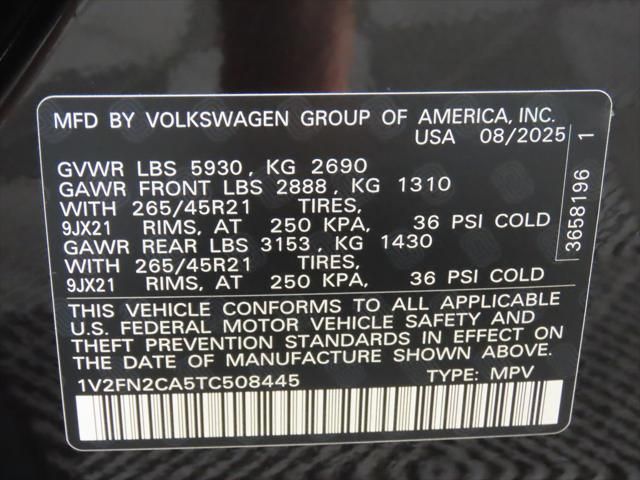 MFD BY VOLKSWAGEN GROUP OF AMERICA, INC.
USA 08/2025
GVWR LBS 5930, KG 2690
GAWR FRONT LBS 2888, KG 1310
WITH 265/45R21 TIRES,
9JX21 RIMS, AT 250 KPA, 36 PSI COLD
GAWR REAR LBS 3153, KG 1430
WITH 265/45R21 TIRES,
9JX21 RIMS, AT 250 KPA, 36 PSI COLD
THIS VEHICLE CONFORMS TO ALL APPLICABLE
U.S. FEDERAL MOTOR VEHICLE SAFETY AND
THEFT PREVENTION STANDARDS IN EFFECT ON
THE DATE OF MANUFACTURE SHOWN ABOVE.
1V2FN2CA5TC508445 TYPE: MPV
3658196 1